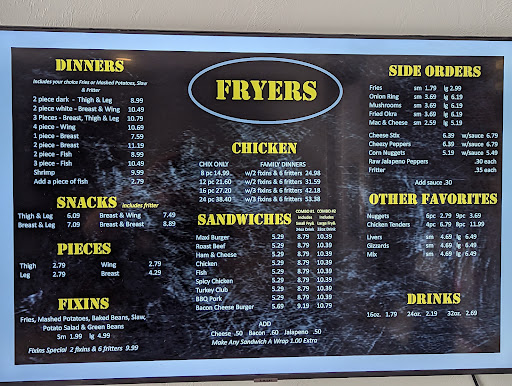 FRYERS
DINNERS
Includes your choice Fries or Mashed Potatoes, Slaw
& Fritter
2 piece dark - Thigh & Leg 8.99
2 piece white - Breast & Wing 10.49
3 Pieces - Breast, Thigh & Leg 10.79
4 piece - Wing 10.69
1 piece - Breast 7.59
2 piece - Breast 11.19
2 piece - Fish 8.99
3 piece - Fish 10.49
Shrimp 9.99
Add a piece of fish 2.79
SNACKS Includes fritter
Thigh & Leg 6.09 Breast & Wing 7.49
Breast & Leg 7.09 Breast & Breast 8.89
PIECES
Thigh 2.79 Wing 2.79
Leg 2.79 Breast 4.29
FIXINS
Fries, Mashed Potatoes, Baked Beans, Slaw,
Potato Salad & Green Beans
Sm 1.99 lg 4.99
Fixins Special 2 fixins & 6 fritters 9.99
CHICKEN
CHIX ONLY FAMILY DINNERS
8 pc 14.99 w/2 fixins & 6 fritters 24.98
12 pc 21.60 w/2 fixins & 6 fritters 31.59
16 pc 27.20 w/3 fixins & 6 fritters 42.18
24 pc 38.40 w/3 fixins & 6 fritters 53.38
SANDWICHES
COMBO #1 COMBO #2
Includes Includes
Small Fry& Large Fry&
24oz Drink 32oz Drink
Maxi Burger 5.29 8.79 10.39
Roast Beef 5.29 8.79 10.39
Ham & Cheese 5.29 8.79 10.39
Chicken 5.29 8.79 10.39
Fish 5.29 8.79 10.39
Spicy Chicken 5.29 8.79 10.39
Turkey Club 5.29 8.79 10.39
BBQ Pork 5.29 8.79 10.39
Bacon Cheese Burger 5.69 9.19 10.79
ADD
Cheese .50 Bacon .60 Jalapeno .50
Make Any Sandwich A Wrap 1.00 Extra
SIDE ORDERS
Fries sm 1.79 lg 2.99
Onion Ring sm 3.69 lg 6.19
Mushrooms sm 3.69 lg 6.19
Fried Okra sm 3.69 lg 6.19
Mac & Cheese sm 2.59 lg 5.19
Cheese Stix 6.39 w/sauce 6.79
Cheezy Peppers 6.39 w/sauce 6.79
Corn Nuggets 5.19 w/sauce 5.49
Raw Jalapeno Peppers .30 each
Fritter .35 each
Add sauce .30
OTHER FAVORITES
Nuggets 6pc 2.79 9pc 3.69
Chicken Tenders 4pc 6.79 8pc 11.99
Livers sm 4.69 lg 6.49
Gizzards sm 4.69 lg 6.49
Mix sm 4.69 lg 6.49
DRINKS
16oz. 1.79 24oz. 2.19 32oz. 2.69